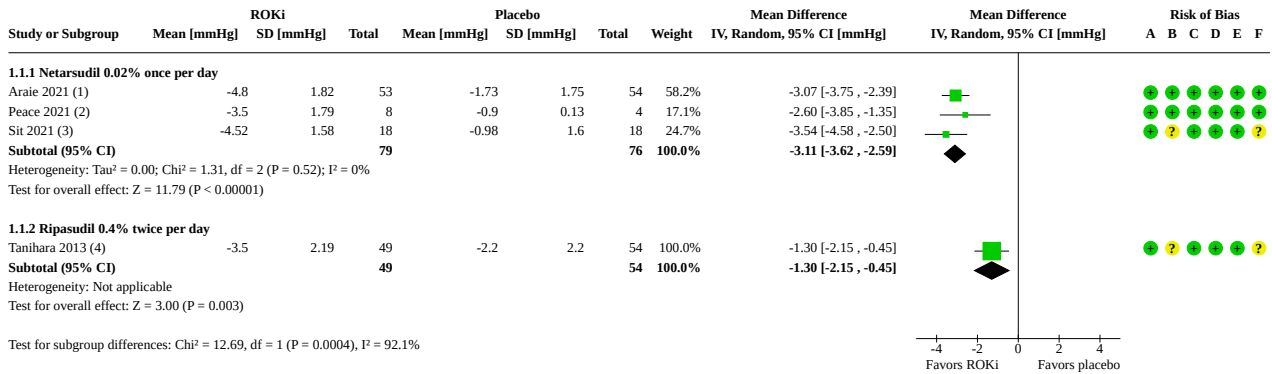 ROKi Placebo Mean Difference Mean Difference Risk of Bias
Study or Subgroup Mean [mmHg] SD [mmHg] Total Mean [mmHg] SD [mmHg] Total Weight IV, Random, 95% CI [mmHg] IV, Random, 95% CI [mmHg] A B C D E F
1.1.1 Netarsudil 0.02% once per day
Araie 2021 (1) -4.8 1.82 53 -1.73 1.75 54 58.2% -3.07 [-3.75 , -2.39] + + + + + +
Peace 2021 (2) -3.5 1.79 8 -0.9 0.13 4 17.1% -2.60 [-3.85 , -1.35] + + + + + +
Sit 2021 (3) -4.52 1.58 18 -0.98 1.6 18 24.7% -3.54 [-4.58 , -2.50] + ? + + + ?
Subtotal (95% CI) 79 76 100.0% -3.11 [-3.62 , -2.59]
Heterogeneity: Tau² = 0.00; Chi² = 1.31, df = 2 (P = 0.52); I² = 0%
Test for overall effect: Z = 11.79 (P < 0.00001)
1.1.2 Ripasudil 0.4% twice per day
Tanihara 2013 (4) -3.5 2.19 49 -2.2 2.2 54 100.0% -1.30 [-2.15 , -0.45] + ? + + + ?
Subtotal (95% CI) 49 54 100.0% -1.30 [-2.15 , -0.45]
Heterogeneity: Not applicable
Test for overall effect: Z = 3.00 (P = 0.003)
Test for subgroup differences: Chi² = 12.69, df = 1 (P = 0.0004), I² = 92.1%
-4 -2 0 2 4
Favors ROKi Favors placebo